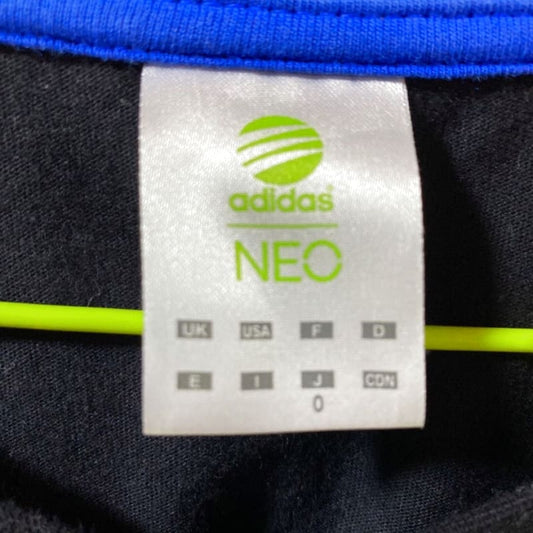 adidas
NEO
UK USA F D
E I J CDN
0